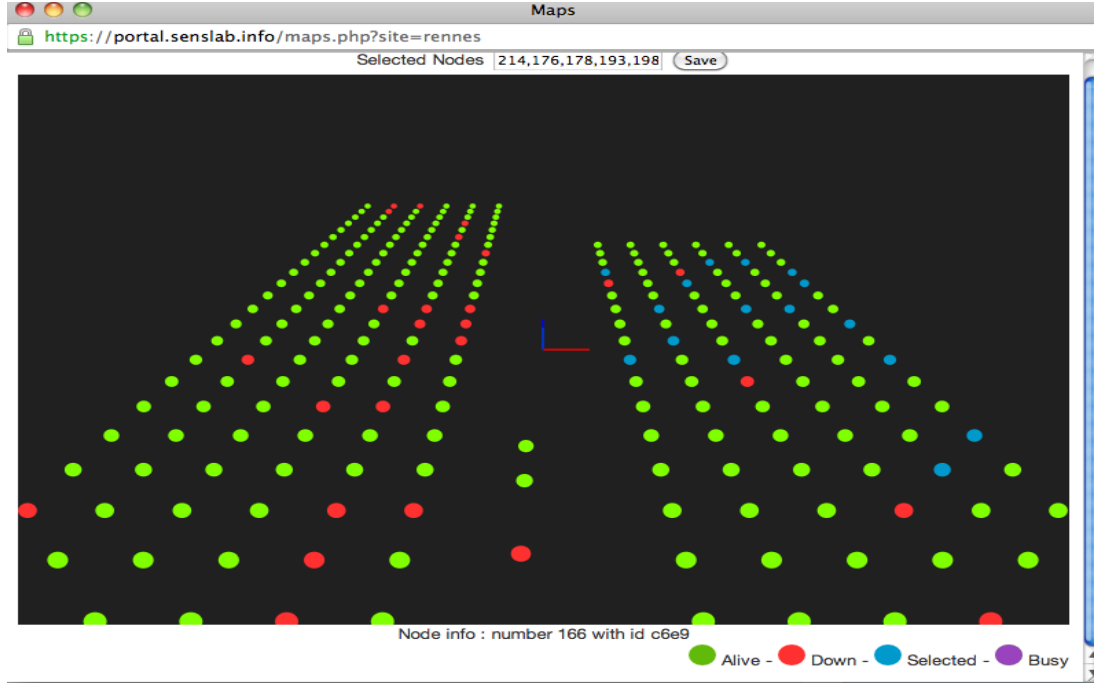 Maps
https://portal.senslab.info/maps.php?site=rennes
Selected Nodes 214,176,178,193,198 Save
Node info : number 166 with id c6e9
Alive - Down - Selected - Busy